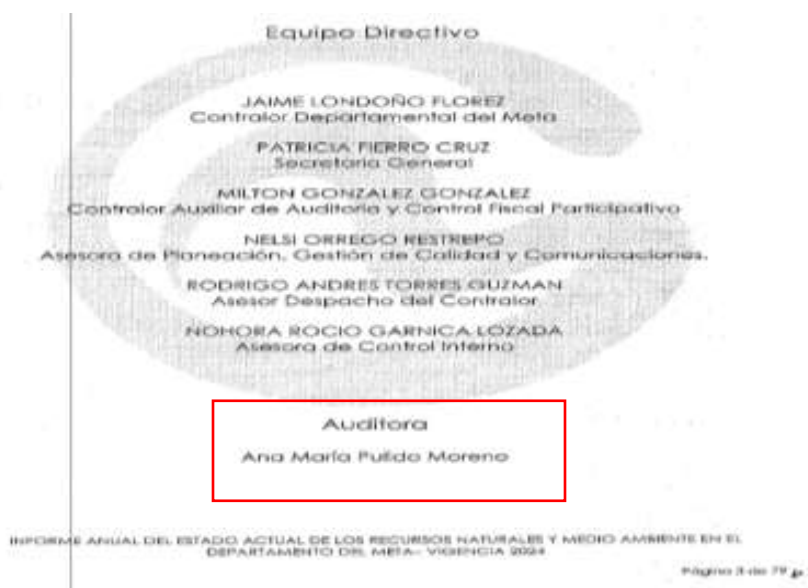 Equipo Directivo
JAIME LONDOÑO FLOREZ
Contralor Departamental del Meta
PATRICIA FIERRO CRUZ
Secretaria General
MILTON GONZALEZ GONZALEZ
Contralor Auxiliar de Auditoria y Control Fiscal Participativo
NELSI ORREGO RESTREPO
Asesora de Planeación, Gestión de Calidad y Comunicaciones.
RODRIGO ANDRES TORRES GUZMAN
Asesor Despacho del Contralor
NOHORA ROCIO GARNICA LOZADA
Asesora de Control Interno
Auditora
Ana María Pulido Moreno
INFORME ANUAL DEL ESTADO ACTUAL DE LOS RECURSOS NATURALES Y MEDIO AMBIENTE EN EL
DEPARTAMENTO DEL META– VIGENCIA 2024
Página 3 de 79